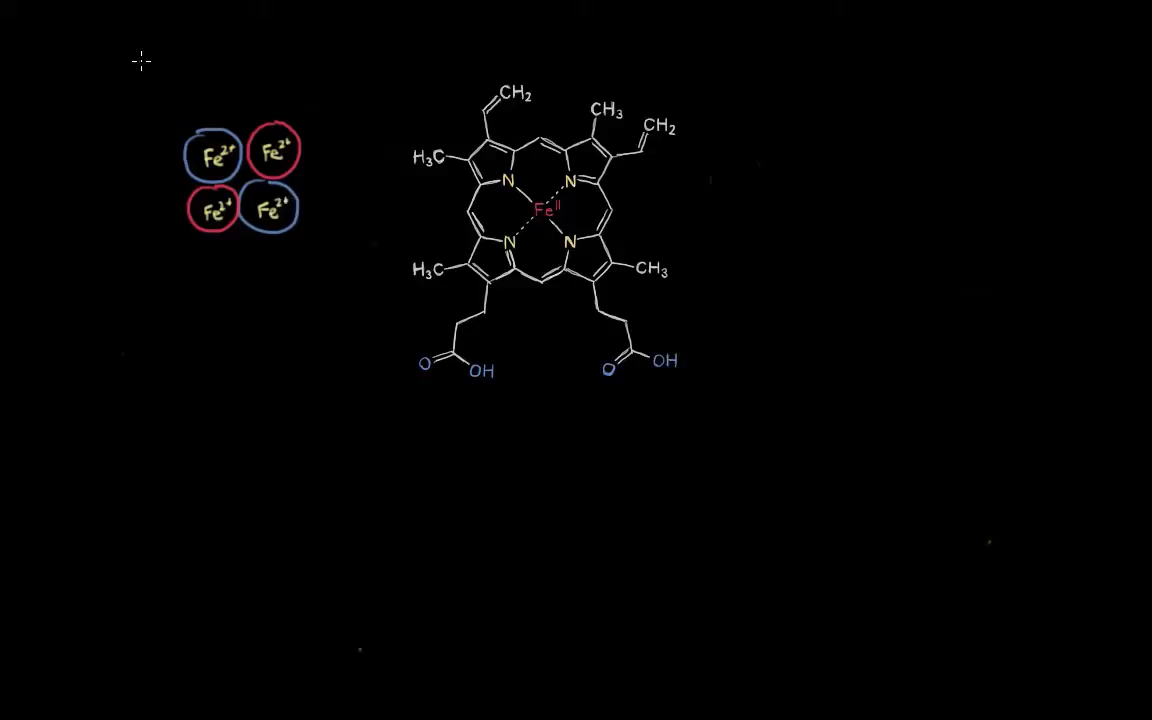 Fe²⁺ Fe²⁺
Fe²⁺ Fe²⁺
CH₂
CH₃
CH₂
H₃C
N N
Feᴵᴵ
N N
H₃C
CH₃
O OH
O OH